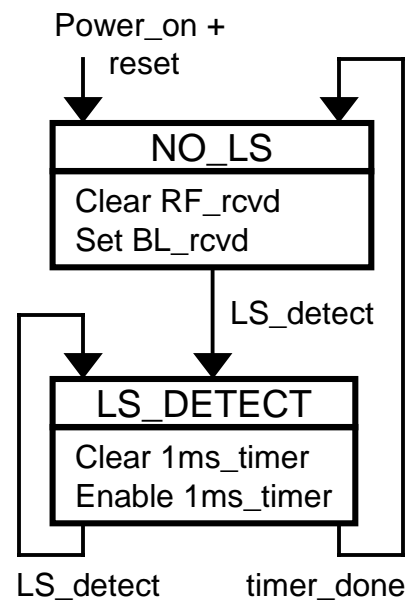 Power_on +
reset
NO_LS
Clear RF_rcvd
Set BL_rcvd
LS_detect
LS_DETECT
Clear 1ms_timer
Enable 1ms_timer
LS_detect
timer_done